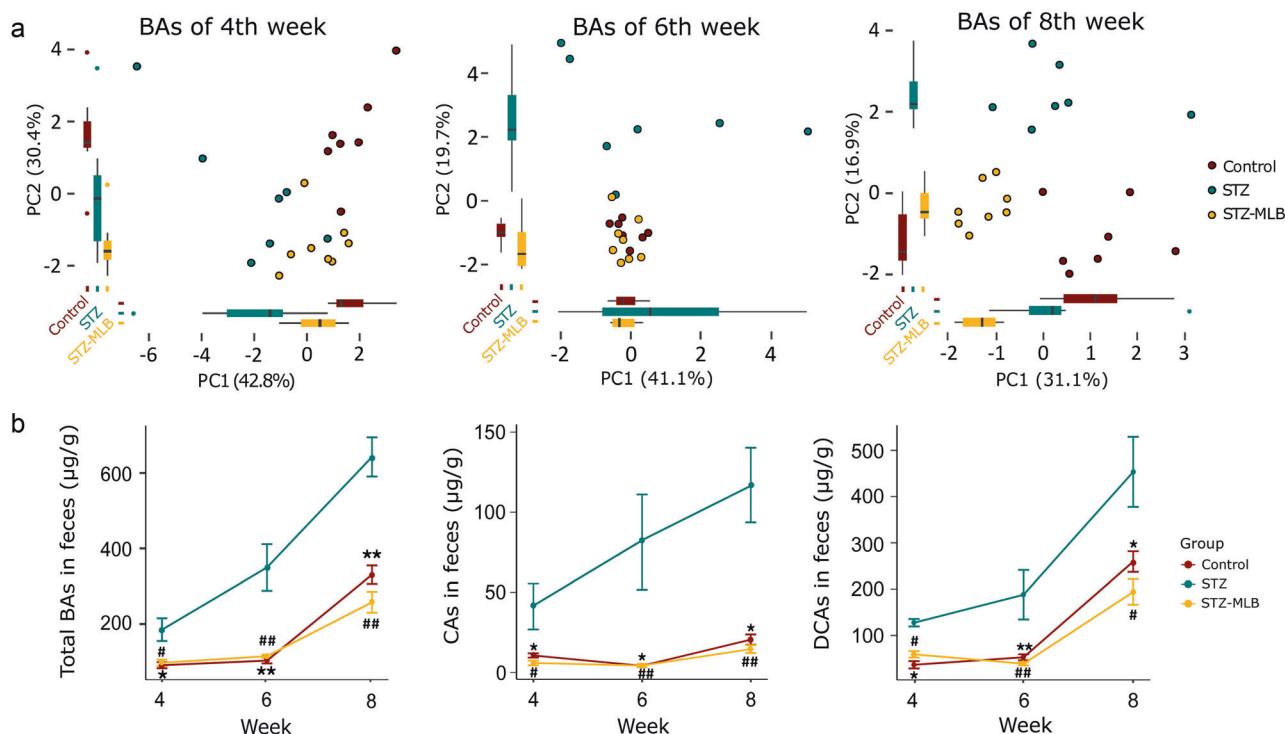 a
BAs of 4th week
BAs of 6th week
BAs of 8th week
4
2
0
-2
PC2 (30.4%)
Control
STZ
STZ-MLB
-6
-4
-2
0
2
PC1 (42.8%)
4
2
0
-2
PC2 (19.7%)
Control
STZ
STZ-MLB
-2
0
2
4
PC1 (41.1%)
4
2
0
-2
PC2 (16.9%)
Control
STZ
STZ-MLB
-2
-1
0
1
2
3
PC1 (31.1%)
Control
STZ
STZ-MLB
b
Total BAs in feces (μg/g)
600
400
200
#
*
##
**
**
##
4
6
8
Week
CAs in feces (μg/g)
150
100
50
0
*
#
*
##
*
##
4
6
8
Week
DCAs in feces (μg/g)
500
400
300
200
100
#
*
**
##
*
#
4
6
8
Week
Group
Control
STZ
STZ-MLB